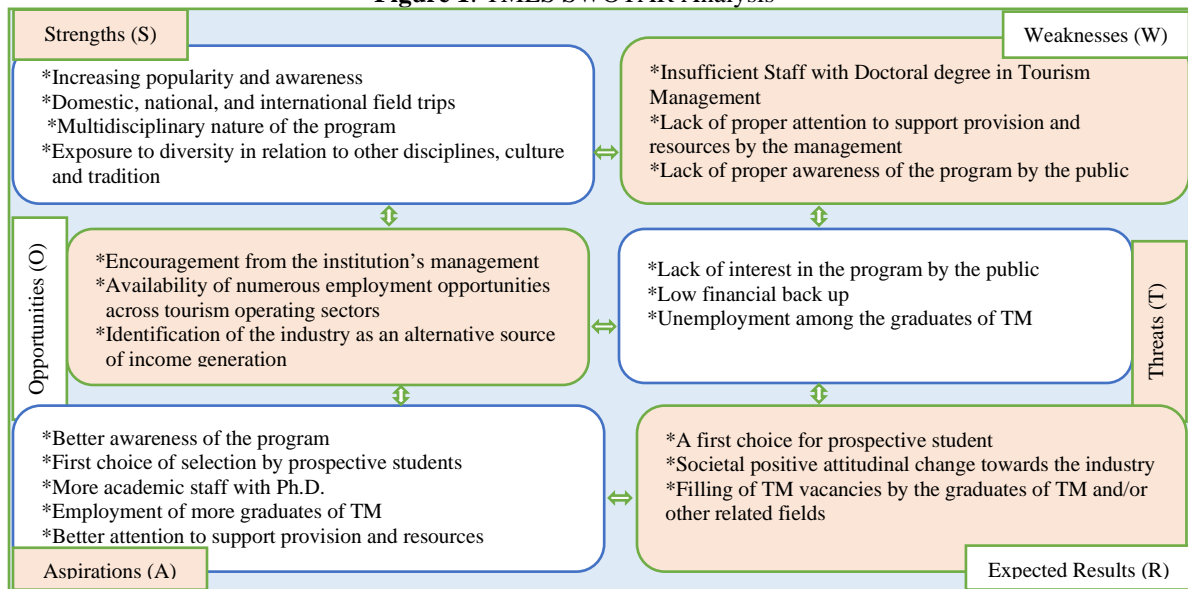 Figure 1: TMES SWOTAR Analysis
Strengths (S)
*Increasing popularity and awareness
*Domestic, national, and international field trips
*Multidisciplinary nature of the program
*Exposure to diversity in relation to other disciplines, culture
and tradition
Weaknesses (W)
*Insufficient Staff with Doctoral degree in Tourism
Management
*Lack of proper attention to support provision and
resources by the management
*Lack of proper awareness of the program by the public
Opportunities (O)
*Encouragement from the institution’s management
*Availability of numerous employment opportunities
across tourism operating sectors
*Identification of the industry as an alternative source
of income generation
*Lack of interest in the program by the public
*Low financial back up
*Unemployment among the graduates of TM
Threats (T)
*Better awareness of the program
*First choice of selection by prospective students
*More academic staff with Ph.D.
*Employment of more graduates of TM
*Better attention to support provision and resources
Aspirations (A)
*A first choice for prospective student
*Societal positive attitudinal change towards the industry
*Filling of TM vacancies by the graduates of TM and/or
other related fields
Expected Results (R)